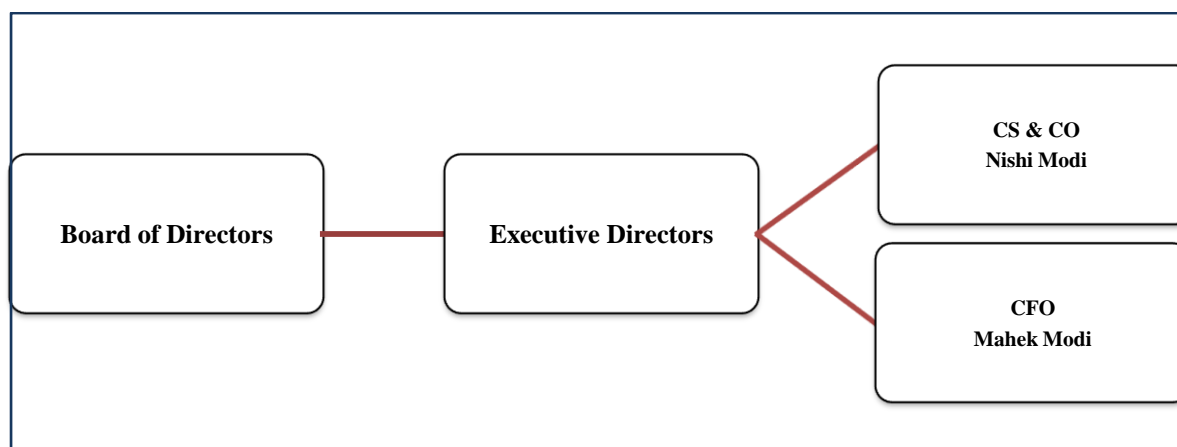 Board of Directors
Executive Directors
CS & CO
Nishi Modi
CFO
Mahek Modi